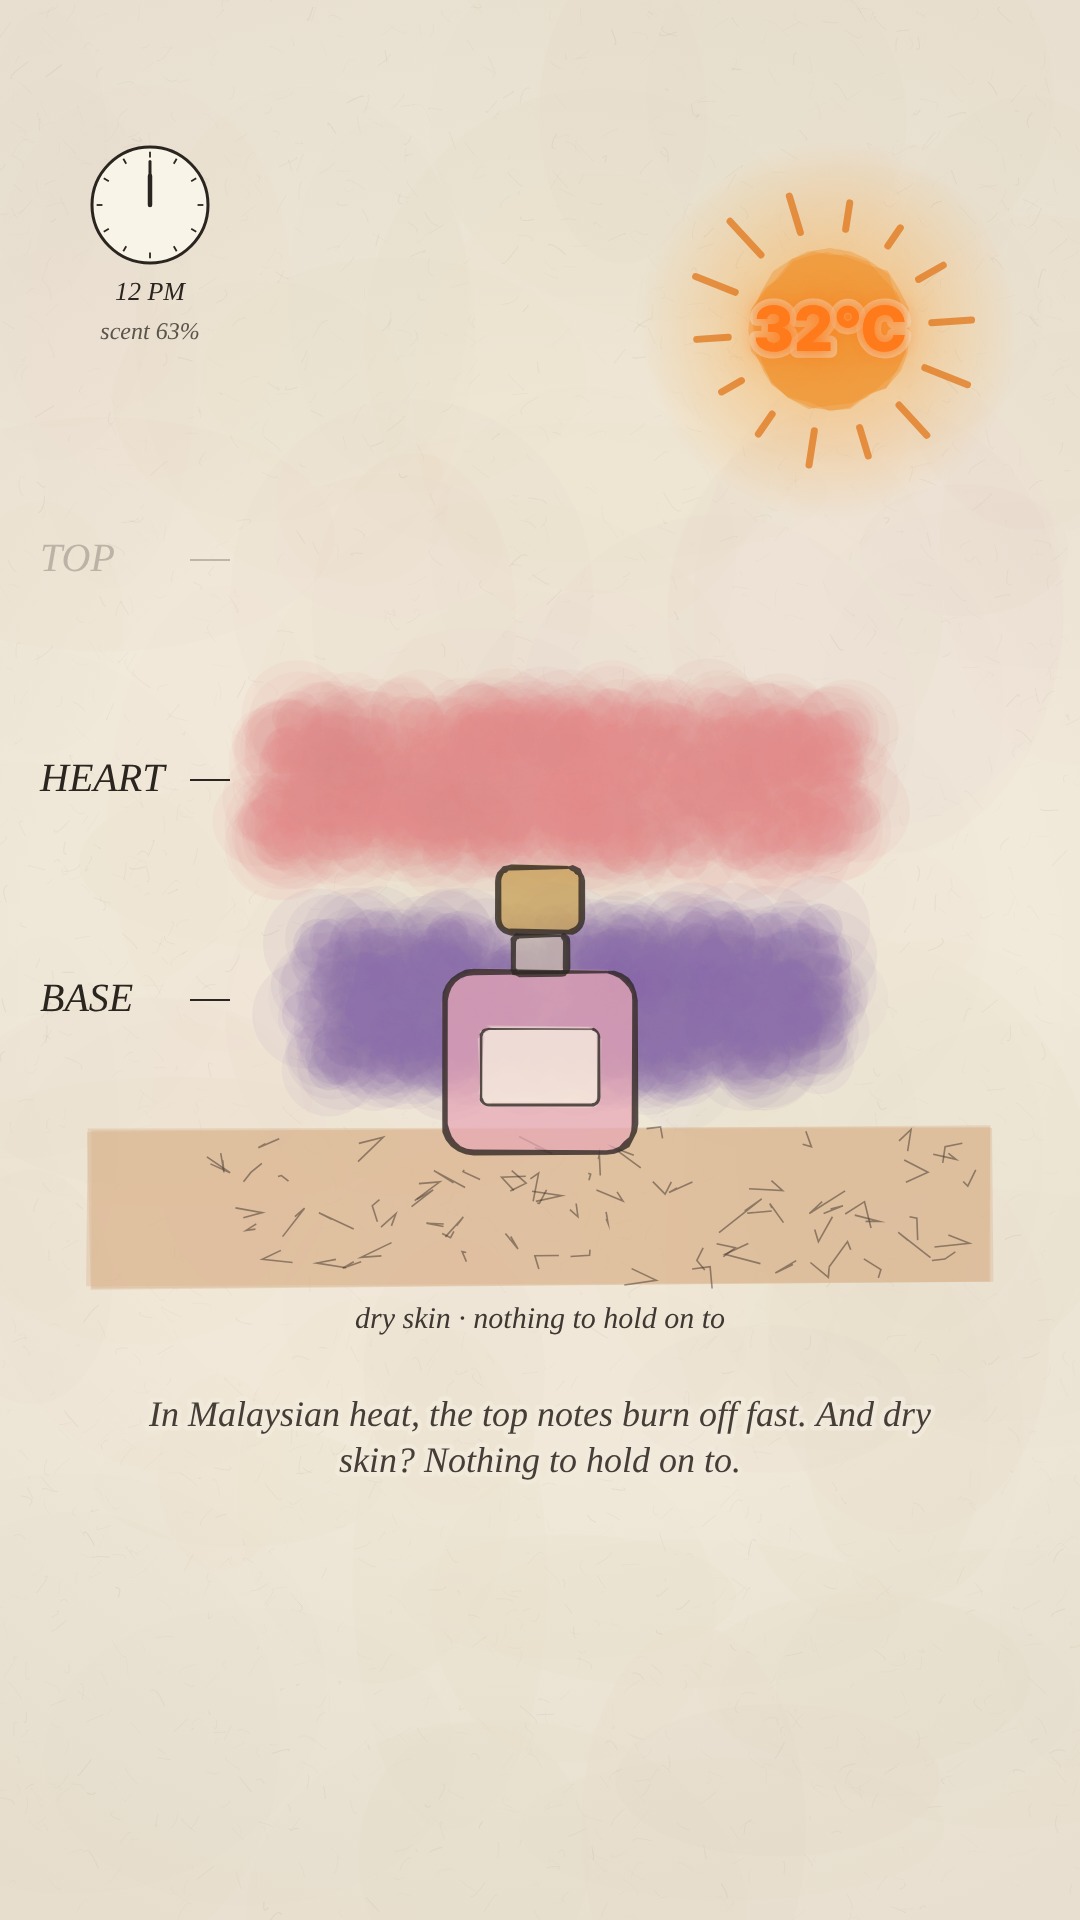 12 PM
scent 63%
32°C
TOP
HEART
BASE
dry skin · nothing to hold on to
In Malaysian heat, the top notes burn off fast. And dry
skin? Nothing to hold on to.